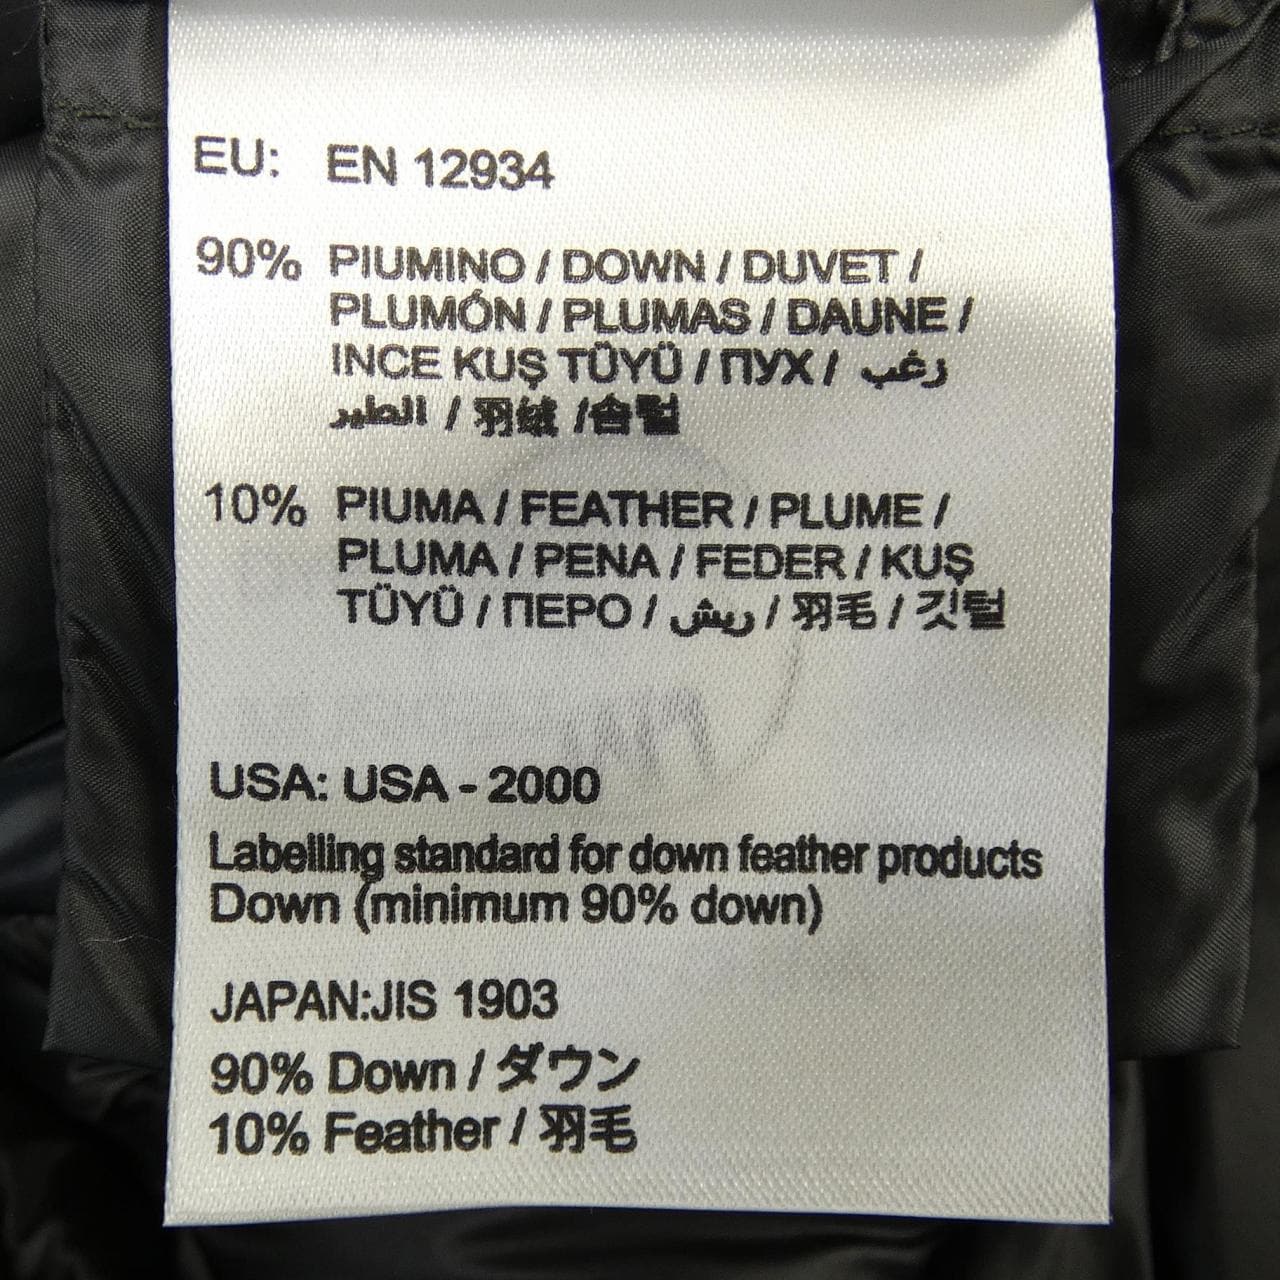 EU: EN 12934
90% PIUMINO / DOWN / DUVET /
PLUMÓN / PLUMAS / DAUNE /
INCE KUŞ TÜYÜ / ПУХ / زغب
الطير / 羽绒 /솜털
10% PIUMA / FEATHER / PLUME /
PLUMA / PENA / FEDER / KUŞ
TÜYÜ / ПЕРО / ريش / 羽毛 / 깃털
USA: USA - 2000
Labelling standard for down feather products
Down (minimum 90% down)
JAPAN:JIS 1903
90% Down / ダウン
10% Feather / 羽毛